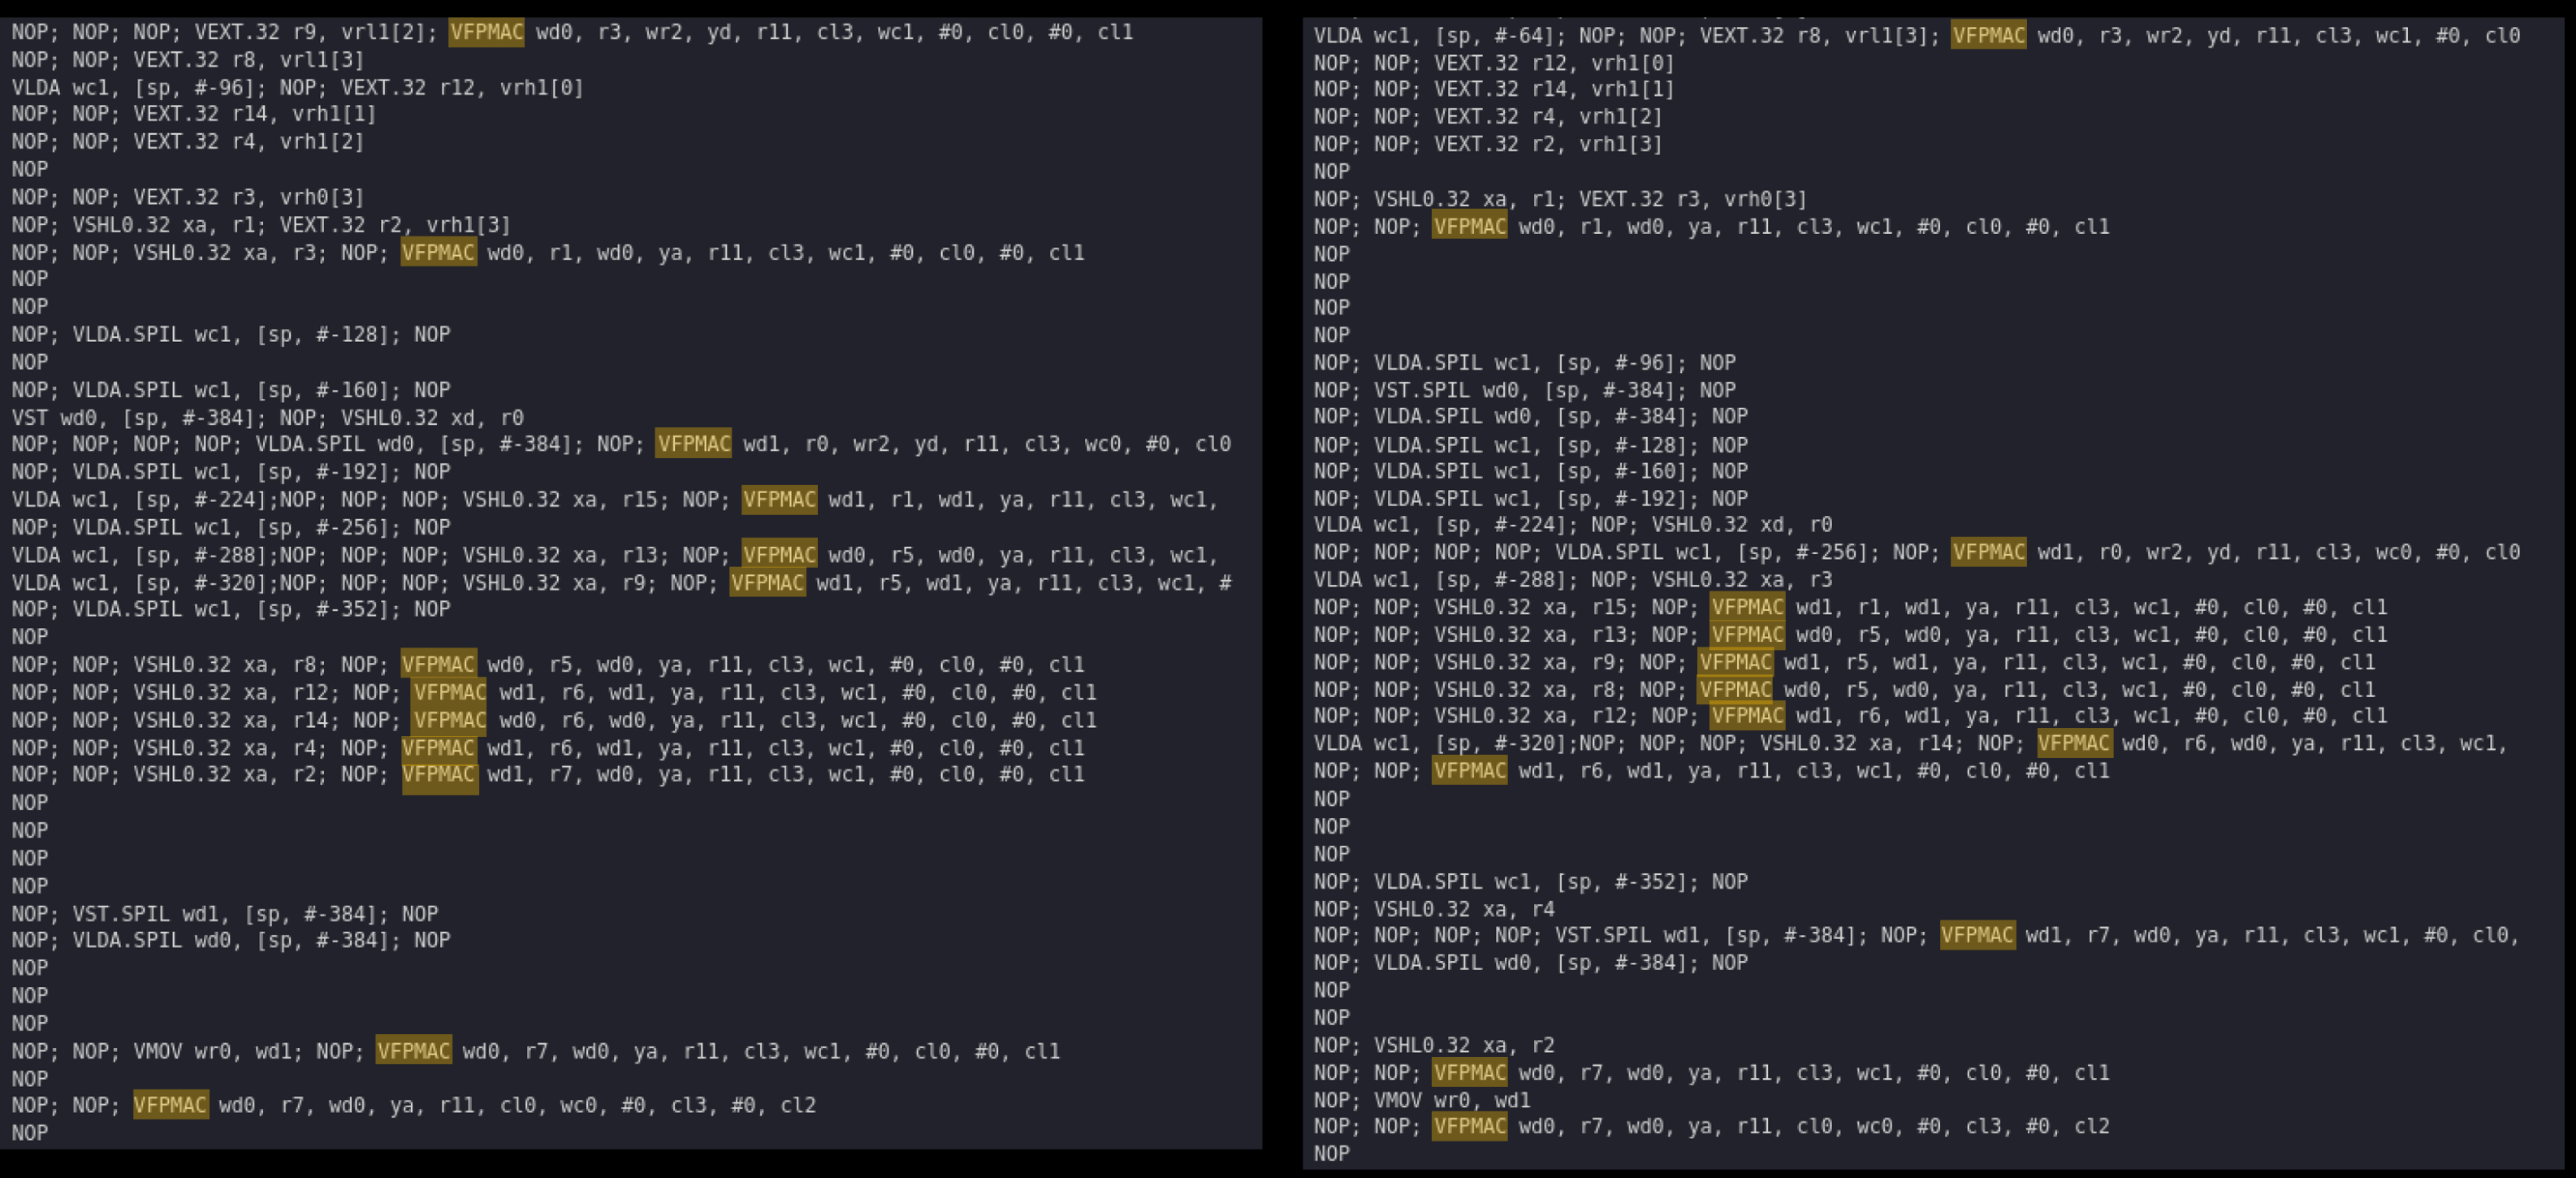 NOP; NOP; NOP; VEXT.32 r9, vrl1[2]; VFPMAC wd0, r3, wr2, yd, r11, cl3, wc1, #0, cl0, #0, cl1
NOP; NOP; VEXT.32 r8, vrl1[3]
VLDA wc1, [sp, #-96]; NOP; VEXT.32 r12, vrh1[0]
NOP; NOP; VEXT.32 r14, vrh1[1]
NOP; NOP; VEXT.32 r4, vrh1[2]
NOP
NOP; NOP; VEXT.32 r3, vrh0[3]
NOP; VSHL0.32 xa, r1; VEXT.32 r2, vrh1[3]
NOP; NOP; VSHL0.32 xa, r3; NOP; VFPMAC wd0, r1, wd0, ya, r11, cl3, wc1, #0, cl0, #0, cl1
NOP
NOP
NOP; VLDA.SPIL wc1, [sp, #-128]; NOP
NOP
NOP; VLDA.SPIL wc1, [sp, #-160]; NOP
VST wd0, [sp, #-384]; NOP; VSHL0.32 xd, r0
NOP; NOP; NOP; NOP; VLDA.SPIL wd0, [sp, #-384]; NOP; VFPMAC wd1, r0, wr2, yd, r11, cl3, wc0, #0, cl0
NOP; VLDA.SPIL wc1, [sp, #-192]; NOP
VLDA wc1, [sp, #-224];NOP; NOP; NOP; VSHL0.32 xa, r15; NOP; VFPMAC wd1, r1, wd1, ya, r11, cl3, wc1,
NOP; VLDA.SPIL wc1, [sp, #-256]; NOP
VLDA wc1, [sp, #-288];NOP; NOP; NOP; VSHL0.32 xa, r13; NOP; VFPMAC wd0, r5, wd0, ya, r11, cl3, wc1,
VLDA wc1, [sp, #-320];NOP; NOP; NOP; VSHL0.32 xa, r9; NOP; VFPMAC wd1, r5, wd1, ya, r11, cl3, wc1, #
NOP; VLDA.SPIL wc1, [sp, #-352]; NOP
NOP
NOP; NOP; VSHL0.32 xa, r8; NOP; VFPMAC wd0, r5, wd0, ya, r11, cl3, wc1, #0, cl0, #0, cl1
NOP; NOP; VSHL0.32 xa, r12; NOP; VFPMAC wd1, r6, wd1, ya, r11, cl3, wc1, #0, cl0, #0, cl1
NOP; NOP; VSHL0.32 xa, r14; NOP; VFPMAC wd0, r6, wd0, ya, r11, cl3, wc1, #0, cl0, #0, cl1
NOP; NOP; VSHL0.32 xa, r4; NOP; VFPMAC wd1, r6, wd1, ya, r11, cl3, wc1, #0, cl0, #0, cl1
NOP; NOP; VSHL0.32 xa, r2; NOP; VFPMAC wd1, r7, wd0, ya, r11, cl3, wc1, #0, cl0, #0, cl1
NOP
NOP
NOP
NOP
NOP; VST.SPIL wd1, [sp, #-384]; NOP
NOP; VLDA.SPIL wd0, [sp, #-384]; NOP
NOP
NOP
NOP
NOP; NOP; VMOV wr0, wd1; NOP; VFPMAC wd0, r7, wd0, ya, r11, cl3, wc1, #0, cl0, #0, cl1
NOP
NOP; NOP; VFPMAC wd0, r7, wd0, ya, r11, cl0, wc0, #0, cl3, #0, cl2
NOP
VLDA wc1, [sp, #-64]; NOP; NOP; VEXT.32 r8, vrl1[3]; VFPMAC wd0, r3, wr2, yd, r11, cl3, wc1, #0, cl0
NOP; NOP; VEXT.32 r12, vrh1[0]
NOP; NOP; VEXT.32 r14, vrh1[1]
NOP; NOP; VEXT.32 r4, vrh1[2]
NOP; NOP; VEXT.32 r2, vrh1[3]
NOP
NOP; VSHL0.32 xa, r1; VEXT.32 r3, vrh0[3]
NOP; NOP; VFPMAC wd0, r1, wd0, ya, r11, cl3, wc1, #0, cl0, #0, cl1
NOP
NOP
NOP
NOP
NOP; VLDA.SPIL wc1, [sp, #-96]; NOP
NOP; VST.SPIL wd0, [sp, #-384]; NOP
NOP; VLDA.SPIL wd0, [sp, #-384]; NOP
NOP; VLDA.SPIL wc1, [sp, #-128]; NOP
NOP; VLDA.SPIL wc1, [sp, #-160]; NOP
NOP; VLDA.SPIL wc1, [sp, #-192]; NOP
VLDA wc1, [sp, #-224]; NOP; VSHL0.32 xd, r0
NOP; NOP; NOP; NOP; VLDA.SPIL wc1, [sp, #-256]; NOP; VFPMAC wd1, r0, wr2, yd, r11, cl3, wc0, #0, cl0
VLDA wc1, [sp, #-288]; NOP; VSHL0.32 xa, r3
NOP; NOP; VSHL0.32 xa, r15; NOP; VFPMAC wd1, r1, wd1, ya, r11, cl3, wc1, #0, cl0, #0, cl1
NOP; NOP; VSHL0.32 xa, r13; NOP; VFPMAC wd0, r5, wd0, ya, r11, cl3, wc1, #0, cl0, #0, cl1
NOP; NOP; VSHL0.32 xa, r9; NOP; VFPMAC wd1, r5, wd1, ya, r11, cl3, wc1, #0, cl0, #0, cl1
NOP; NOP; VSHL0.32 xa, r8; NOP; VFPMAC wd0, r5, wd0, ya, r11, cl3, wc1, #0, cl0, #0, cl1
NOP; NOP; VSHL0.32 xa, r12; NOP; VFPMAC wd1, r6, wd1, ya, r11, cl3, wc1, #0, cl0, #0, cl1
VLDA wc1, [sp, #-320];NOP; NOP; NOP; VSHL0.32 xa, r14; NOP; VFPMAC wd0, r6, wd0, ya, r11, cl3, wc1,
NOP; NOP; VFPMAC wd1, r6, wd1, ya, r11, cl3, wc1, #0, cl0, #0, cl1
NOP
NOP
NOP
NOP; VLDA.SPIL wc1, [sp, #-352]; NOP
NOP; VSHL0.32 xa, r4
NOP; NOP; NOP; NOP; VST.SPIL wd1, [sp, #-384]; NOP; VFPMAC wd1, r7, wd0, ya, r11, cl3, wc1, #0, cl0,
NOP; VLDA.SPIL wd0, [sp, #-384]; NOP
NOP
NOP
NOP; VSHL0.32 xa, r2
NOP; NOP; VFPMAC wd0, r7, wd0, ya, r11, cl3, wc1, #0, cl0, #0, cl1
NOP; VMOV wr0, wd1
NOP; NOP; VFPMAC wd0, r7, wd0, ya, r11, cl0, wc0, #0, cl3, #0, cl2
NOP